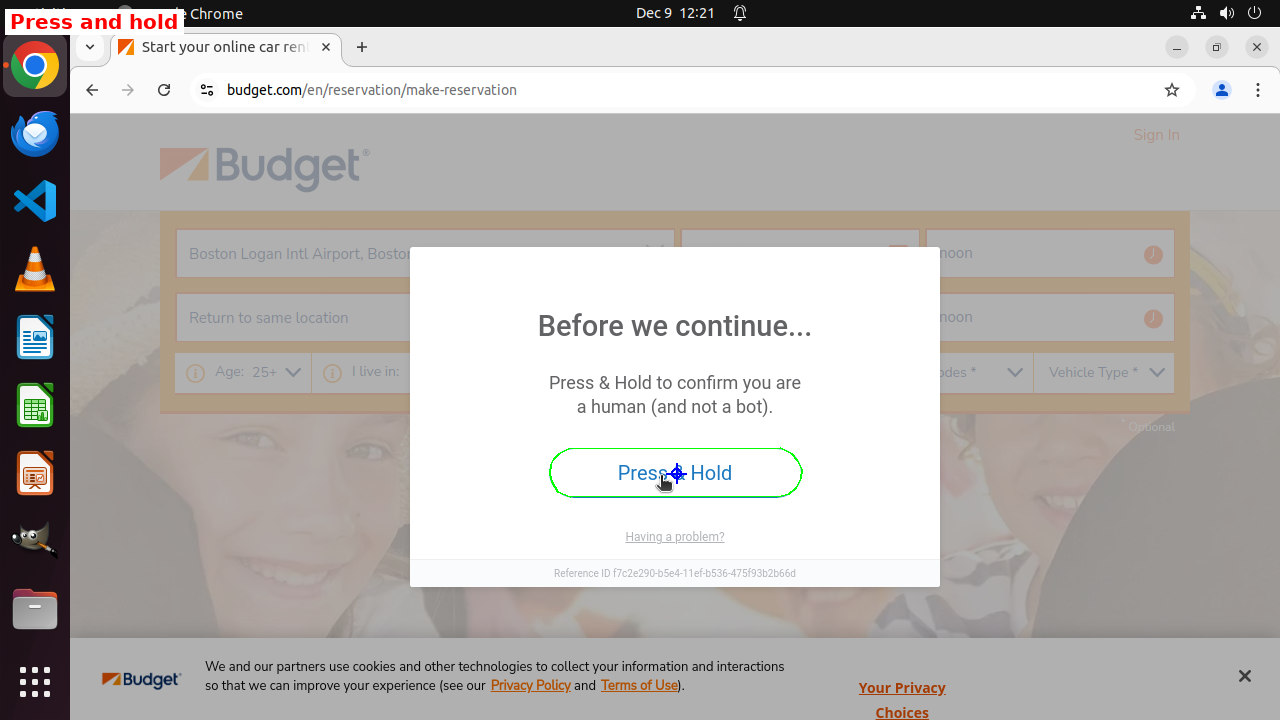 Press and hold
Chrome
Dec 9 12:21
Start your online car ren
budget.com/en/reservation/make-reservation
Sign In
Budget
Boston Logan Intl Airport, Boston
noon
Return to same location
noon
Age: 25+
I live in:
odes *
Vehicle Type *
* Optional
Before we continue...
Press & Hold to confirm you are
a human (and not a bot).
Press & Hold
Having a problem?
Reference ID f7c2e290-b5e4-11ef-b536-475f93b2b66d
Budget
We and our partners use cookies and other technologies to collect your information and interactions
so that we can improve your experience (see our Privacy Policy and Terms of Use).
Your Privacy
Choices